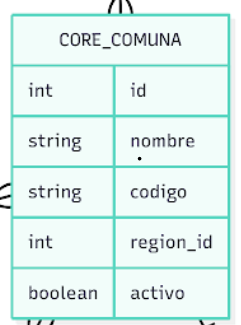 CORE_COMUNA
int id
string nombre
string codigo
int region_id
boolean activo